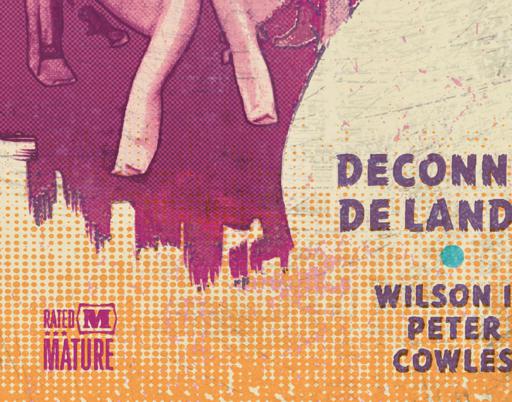 DECONN
DE LAND
WILSON I
PETER
COWLES
RATED M
MATURE